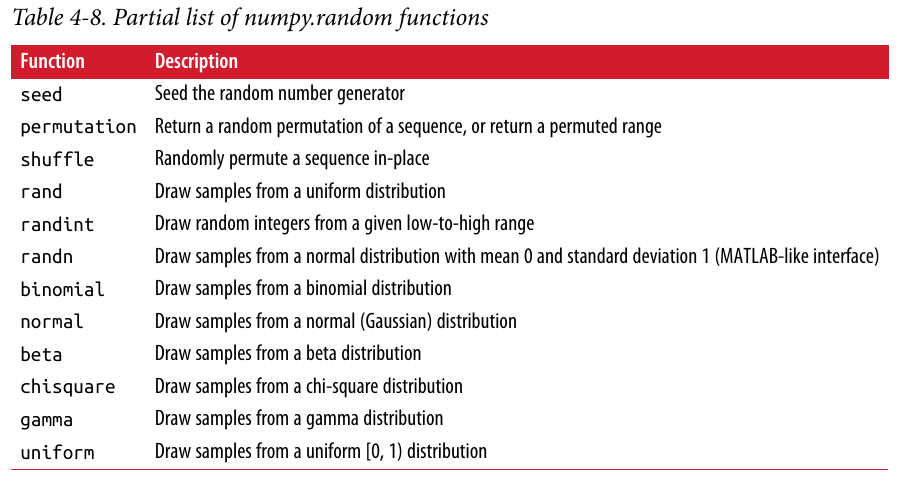 Table 4-8. Partial list of numpy.random functions
Function Description
seed Seed the random number generator
permutation Return a random permutation of a sequence, or return a permuted range
shuffle Randomly permute a sequence in-place
rand Draw samples from a uniform distribution
randint Draw random integers from a given low-to-high range
randn Draw samples from a normal distribution with mean 0 and standard deviation 1 (MATLAB-like interface)
binomial Draw samples from a binomial distribution
normal Draw samples from a normal (Gaussian) distribution
beta Draw samples from a beta distribution
chisquare Draw samples from a chi-square distribution
gamma Draw samples from a gamma distribution
uniform Draw samples from a uniform [0, 1) distribution